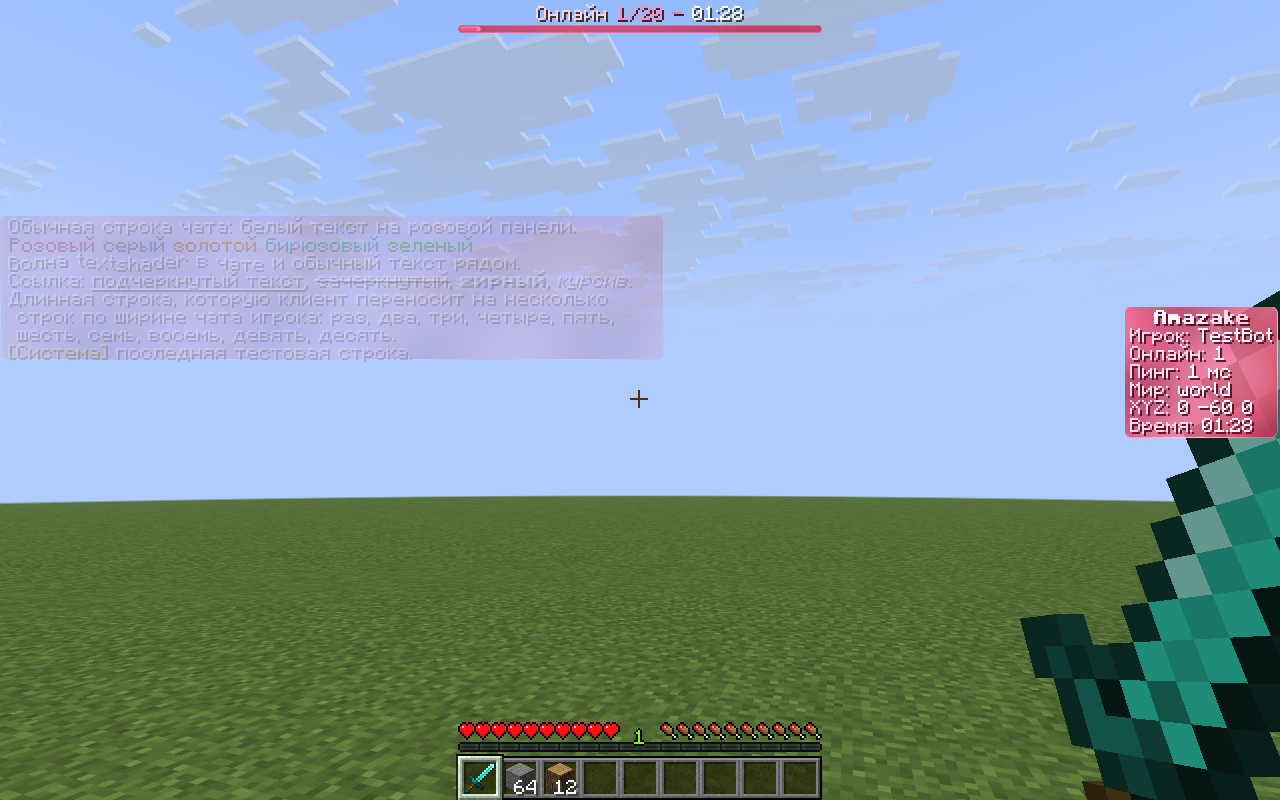 Онлайн 1/20 - 01:28
Обычная строка чата: белый текст на розовой панели.
Розовый серый золотой бирюзовый зеленый
Волна textshader в чате и обычный текст рядом.
Ссылка: подчеркнутый текст, зачеркнутый, жирный, курсив.
Длинная строка, которую клиент переносит на несколько
строк по ширине чата игрока: раз, два, три, четыре, пять,
шесть, семь, восемь, девять, десять.
[Система] последняя тестовая строка.
Amazake
Игрок: TestBot
Онлайн: 1
Пинг: 1 мс
Мир: world
XYZ: 0 -60 0
Время: 01:28
1
64
12